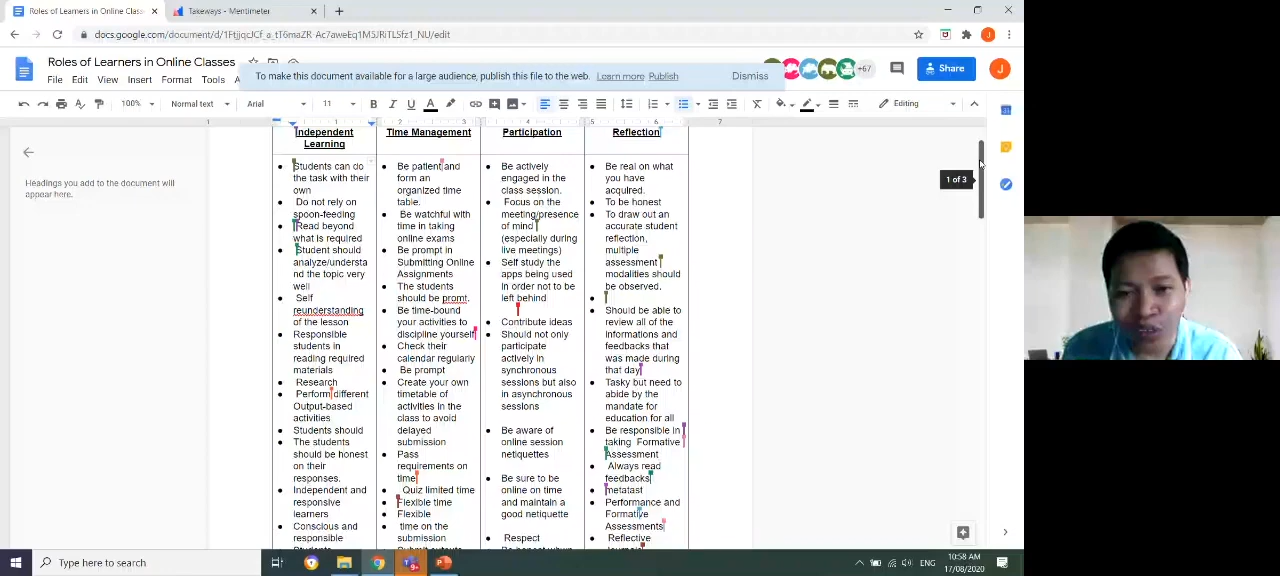 Roles of Learners in Online Classes
Takeways - Mentimeter
Roles of Learners in Online Classes
File Edit View Insert Format Tools
To make this document available for a large audience, publish this file to the web. Learn more Publish Dismiss
+67
Share
J
100%
Normal text
Arial
11
Editing
Headings you add to the document will
appear here.
1 of 3
Independent
Learning
Students can do
the task with their
own
Do not rely on
spoon-feeding
Read beyond
what is required
Student should
analyze/understa
nd the topic very
well
Self
reunderstanding
of the lesson
Responsible
students in
reading required
materials
Research
Perform different
Output-based
activities
Students should
The students
should be honest
on their
responses.
Independent and
responsive
learners
Conscious and
responsible
Time Management
Be patient and
form an
organized time
table.
Be watchful with
time in taking
online exams
Be prompt in
Submitting Online
Assignments
The students
should be promt.
Be time-bound
your activities to
discipline yourself
Check their
calendar regularly
Be prompt
Create your own
timetable of
activities in the
class to avoid
delayed
submission
Pass
requirements on
time
Quiz limited time
Flexible time
Flexible
time on the
submission
Participation
Be actively
engaged in the
class session.
Focus on the
meeting/presence
of mind
(especially during
live meetings)
Self study the
apps being used
in order not to be
left behind
Contribute ideas
Should not only
participate
actively in
synchronous
sessions but also
in asynchronous
sessions
Be aware of
online session
netiquettes
Be sure to be
online on time
and maintain a
good netiquette
Respect
Reflection
Be real on what
you have
acquired.
To be honest
To draw out an
accurate student
reflection,
multiple
assessment
modalities should
be observed.
Should be able to
review all of the
informations and
feedbacks that
was made during
that day
Tasky but need to
abide by the
mandate for
education for all
Be responsible in
taking Formative
Assessment
Always read
feedbacks
metatast
Performance and
Formative
Assessments
Reflective
Type here to search
ENG
10:58 AM
17/08/2020